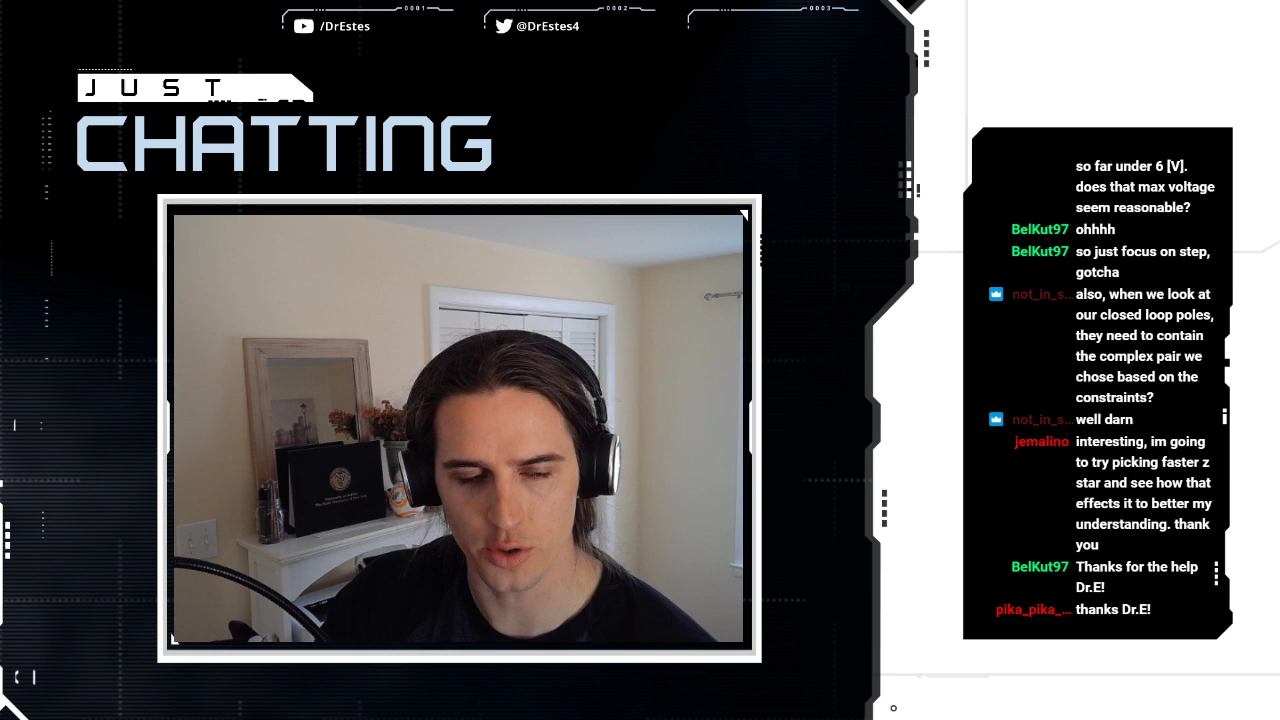 0001
0002
0003
/DrEstes
@DrEstes4
JUST
CHATTING
so far under 6 [V].
does that max voltage
seem reasonable?
BelKut97 ohhhh
BelKut97 so just focus on step,
gotcha
not_in_s... also, when we look at
our closed loop poles,
they need to contain
the complex pair we
chose based on the
constraints?
not_in_s... well darn
jemalino interesting, im going
to try picking faster z
star and see how that
effects it to better my
understanding. thank
you
BelKut97 Thanks for the help
Dr.E!
pika_pika_... thanks Dr.E!